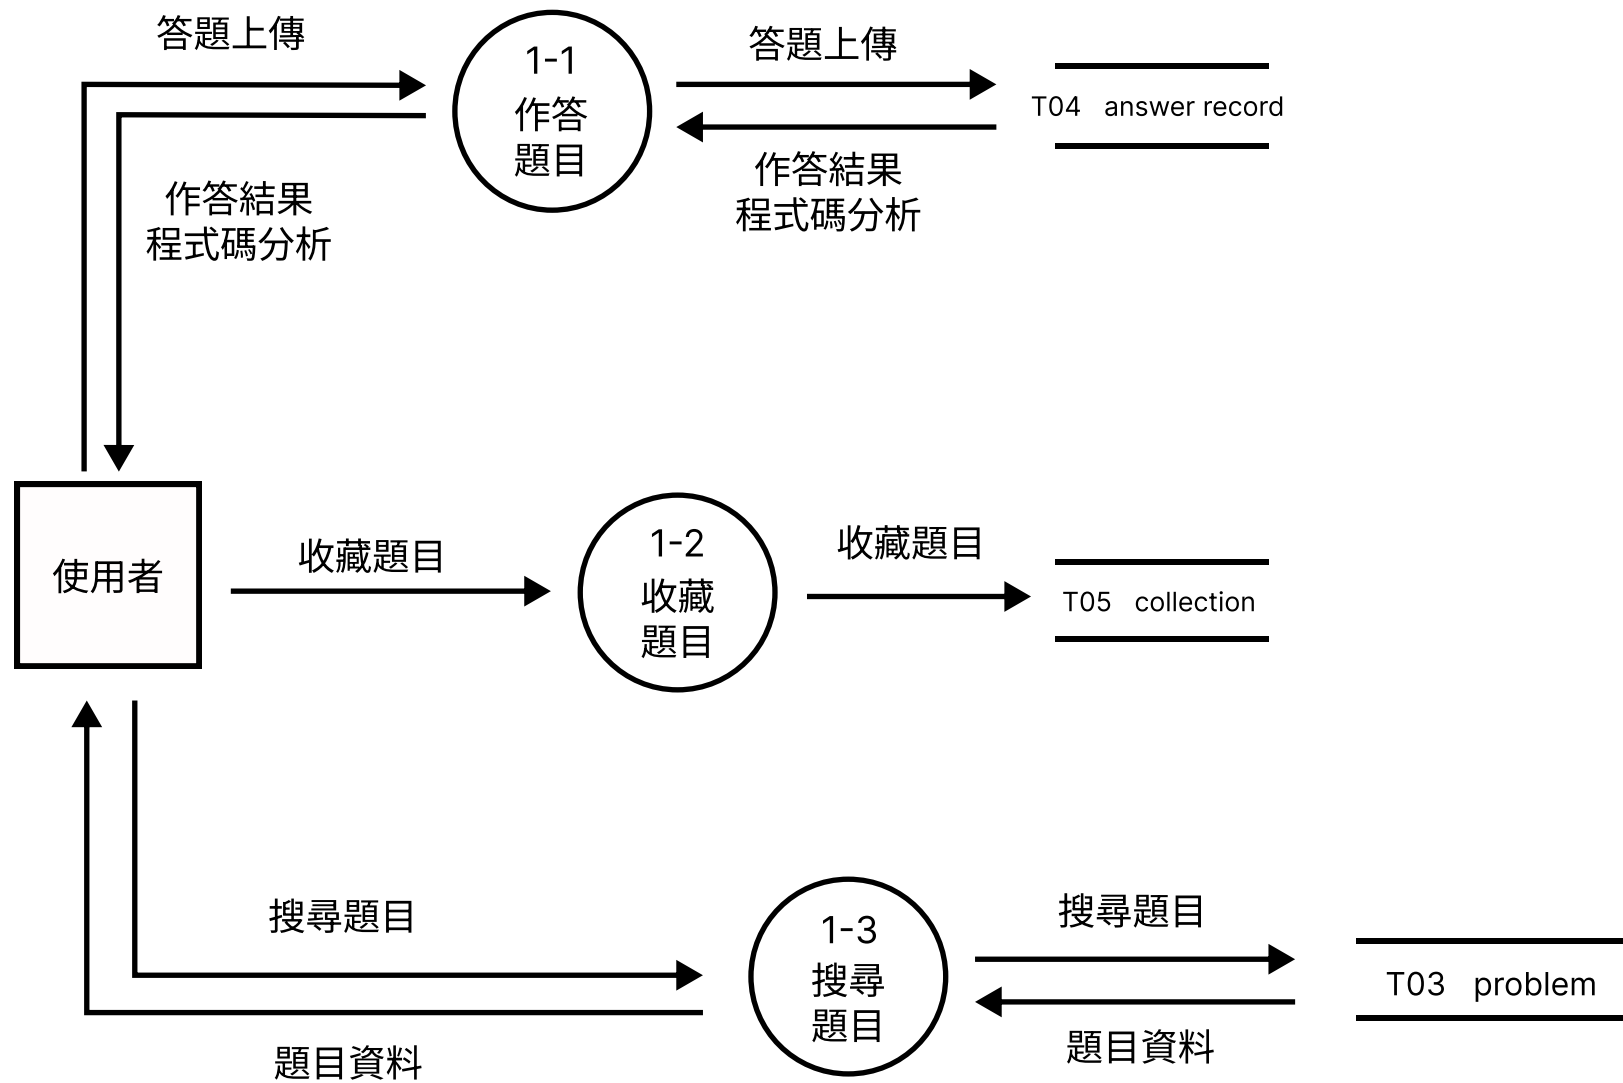 答題上傳
1-1
作答
題目
答題上傳
T04 answer record
作答結果
程式碼分析
作答結果
程式碼分析
使用者
收藏題目
1-2
收藏
題目
收藏題目
T05 collection
搜尋題目
1-3
搜尋
題目
搜尋題目
T03 problem
題目資料
題目資料